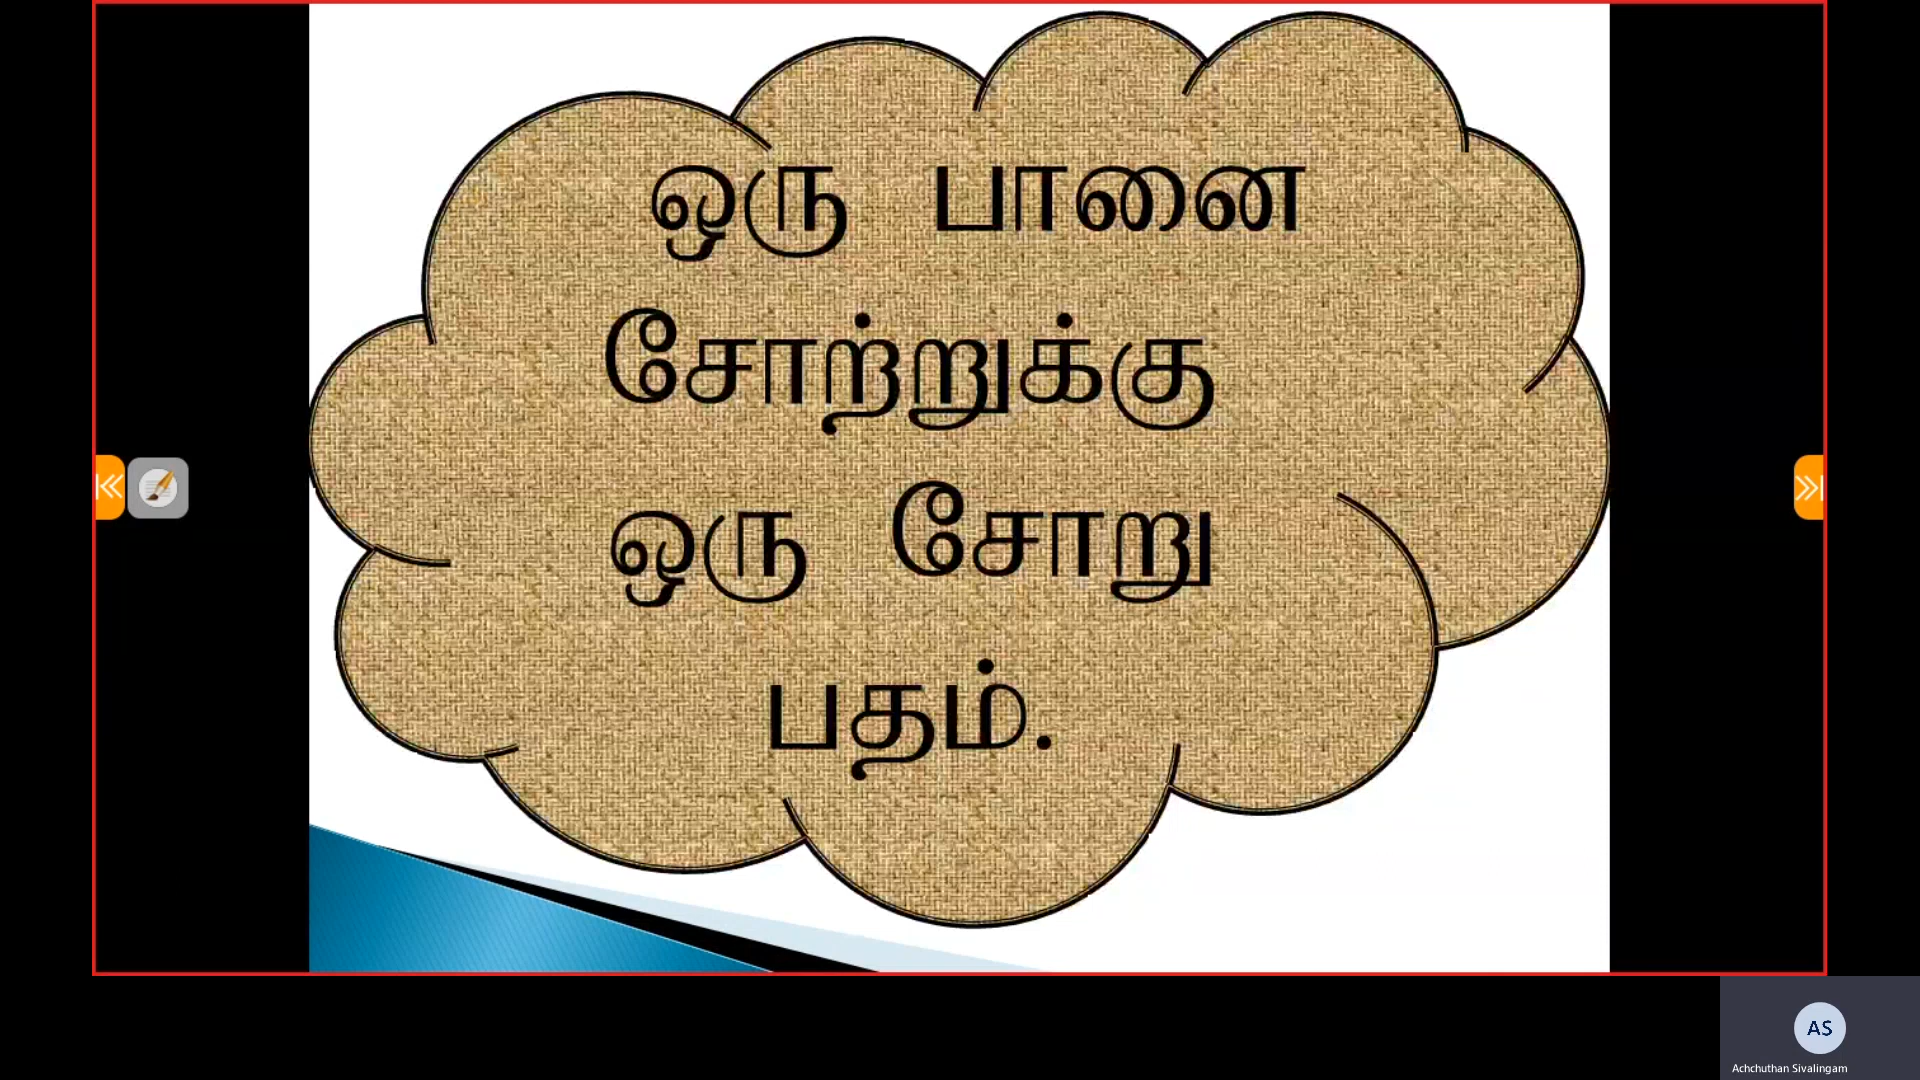 ஒரு பானை
சோற்றுக்கு
ஒரு சோறு
பதம்.
AS
Achchuthan Sivalingam